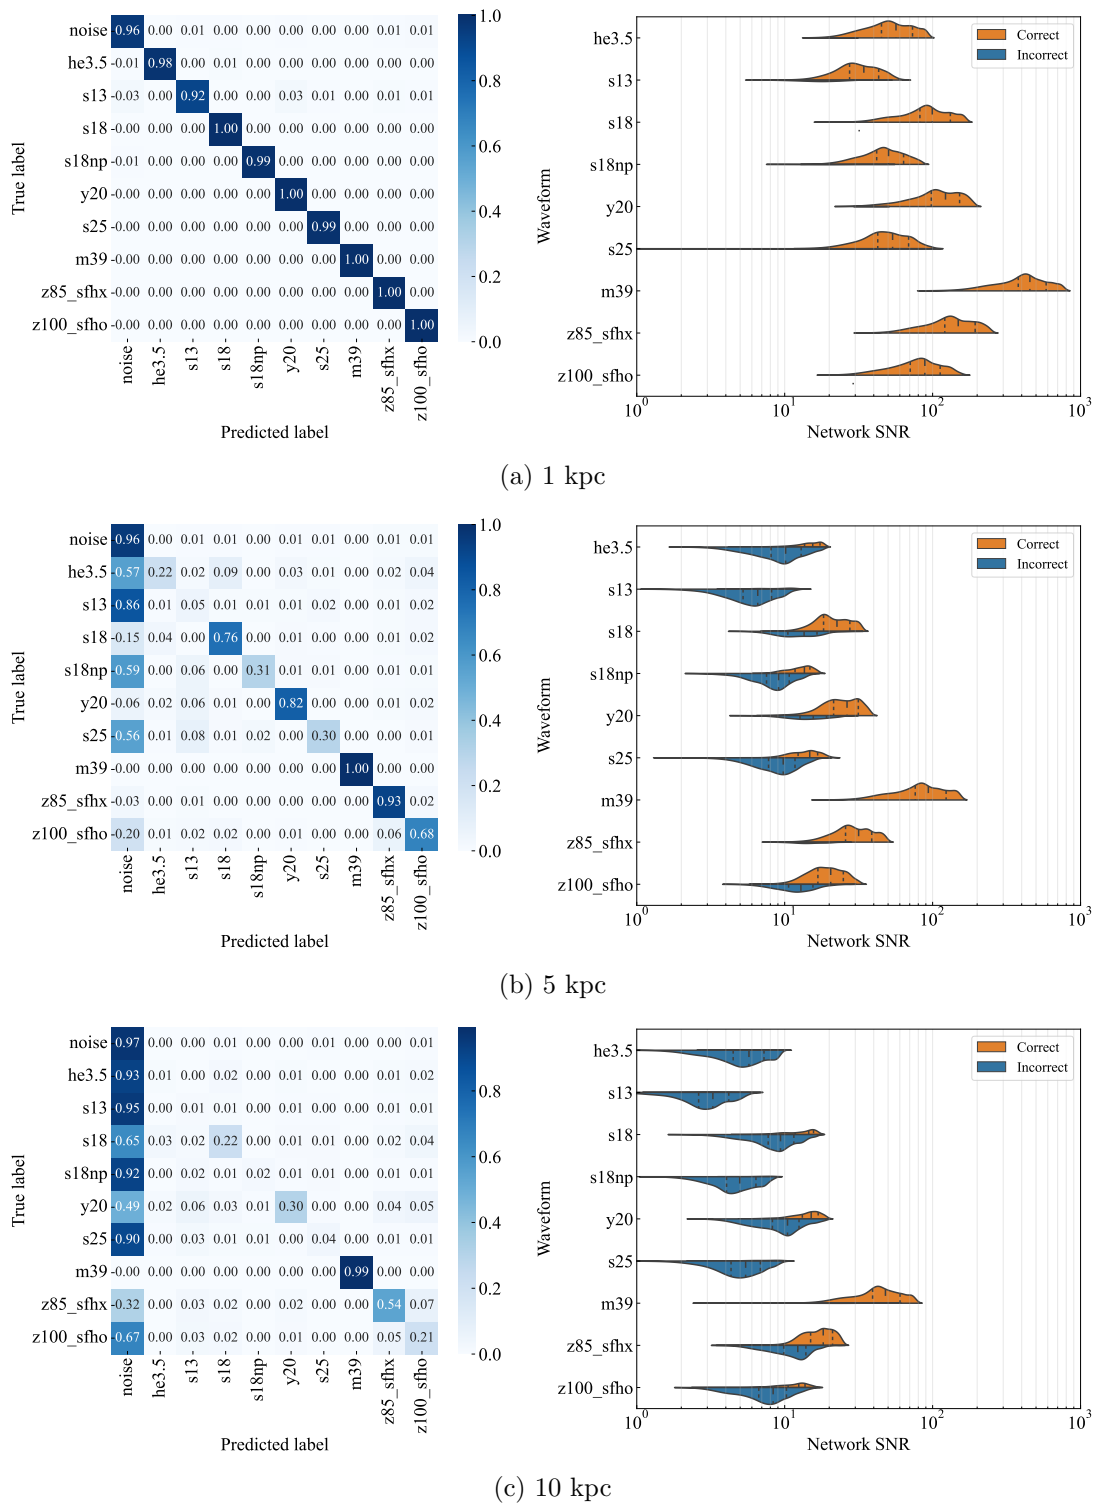 noise 0.96 0.00 0.01 0.00 0.00 0.00 0.00 0.00 0.01 0.01
he3.5 0.01 0.98 0.00 0.01 0.00 0.00 0.00 0.00 0.00 0.00
s13 0.03 0.00 0.92 0.00 0.00 0.03 0.01 0.00 0.01 0.01
s18 0.00 0.00 0.00 1.00 0.00 0.00 0.00 0.00 0.00 0.00
s18np 0.01 0.00 0.00 0.00 0.99 0.00 0.00 0.00 0.00 0.00
y20 0.00 0.00 0.00 0.00 0.00 1.00 0.00 0.00 0.00 0.00
s25 0.00 0.00 0.00 0.00 0.00 0.00 0.99 0.00 0.00 0.00
m39 0.00 0.00 0.00 0.00 0.00 0.00 0.00 1.00 0.00 0.00
z85_sfhx 0.00 0.00 0.00 0.00 0.00 0.00 0.00 0.00 1.00 0.00
z100_sfho 0.00 0.00 0.00 0.00 0.00 0.00 0.00 0.00 0.00 1.00
True label
noise he3.5 s13 s18 s18np y20 s25 m39 z85_sfhx z100_sfho
Predicted label
1.0
0.8
0.6
0.4
0.2
0.0
Waveform
he3.5
s13
s18
s18np
y20
s25
m39
z85_sfhx
z100_sfho
Correct
Incorrect
10^0 10^1 10^2 10^3
Network SNR
(a) 1 kpc
noise 0.96 0.00 0.01 0.01 0.00 0.01 0.01 0.00 0.01 0.01
he3.5 0.57 0.22 0.02 0.09 0.00 0.03 0.01 0.00 0.02 0.04
s13 0.86 0.01 0.05 0.01 0.01 0.01 0.02 0.00 0.01 0.02
s18 0.15 0.04 0.00 0.76 0.00 0.01 0.00 0.00 0.01 0.02
s18np 0.59 0.00 0.06 0.00 0.31 0.01 0.01 0.00 0.01 0.01
y20 0.06 0.02 0.06 0.01 0.00 0.82 0.00 0.00 0.01 0.02
s25 0.56 0.01 0.08 0.01 0.02 0.00 0.30 0.00 0.00 0.01
m39 0.00 0.00 0.00 0.00 0.00 0.00 0.00 1.00 0.00 0.00
z85_sfhx 0.03 0.00 0.01 0.00 0.00 0.00 0.00 0.00 0.93 0.02
z100_sfho 0.20 0.01 0.02 0.02 0.00 0.01 0.00 0.00 0.06 0.68
True label
noise he3.5 s13 s18 s18np y20 s25 m39 z85_sfhx z100_sfho
Predicted label
1.0
0.8
0.6
0.4
0.2
0.0
Waveform
he3.5
s13
s18
s18np
y20
s25
m39
z85_sfhx
z100_sfho
Correct
Incorrect
10^0 10^1 10^2 10^3
Network SNR
(b) 5 kpc
noise 0.97 0.00 0.00 0.01 0.00 0.00 0.01 0.00 0.00 0.01
he3.5 0.93 0.01 0.00 0.02 0.00 0.01 0.00 0.00 0.01 0.02
s13 0.95 0.00 0.01 0.01 0.00 0.00 0.01 0.00 0.01 0.01
s18 0.65 0.03 0.02 0.22 0.00 0.01 0.01 0.00 0.02 0.04
s18np 0.92 0.00 0.02 0.01 0.02 0.00 0.01 0.00 0.01 0.01
y20 0.49 0.02 0.06 0.03 0.01 0.30 0.00 0.00 0.04 0.05
s25 0.90 0.00 0.03 0.01 0.01 0.00 0.04 0.00 0.01 0.01
m39 0.00 0.00 0.00 0.00 0.00 0.00 0.00 0.99 0.00 0.00
z85_sfhx 0.32 0.00 0.03 0.02 0.00 0.02 0.00 0.00 0.54 0.07
z100_sfho 0.67 0.00 0.03 0.02 0.00 0.01 0.00 0.00 0.05 0.21
True label
noise he3.5 s13 s18 s18np y20 s25 m39 z85_sfhx z100_sfho
Predicted label
0.8
0.6
0.4
0.2
0.0
Waveform
he3.5
s13
s18
s18np
y20
s25
m39
z85_sfhx
z100_sfho
Correct
Incorrect
10^0 10^1 10^2 10^3
Network SNR
(c) 10 kpc